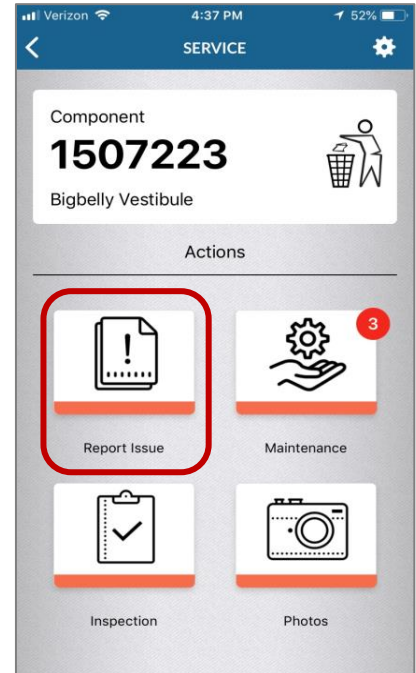 Verizon 4:37 PM 52%
SERVICE
Component
1507223
Bigbelly Vestibule
Actions
3
Report Issue Maintenance
Inspection Photos